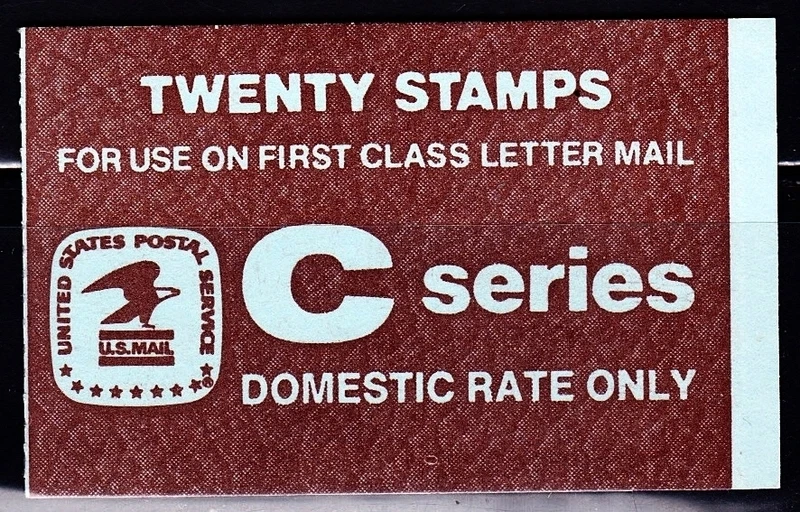 TWENTY STAMPS
FOR USE ON FIRST CLASS LETTER MAIL
UNITED STATES POSTAL SERVICE ®
U.S.MAIL
C series
DOMESTIC RATE ONLY